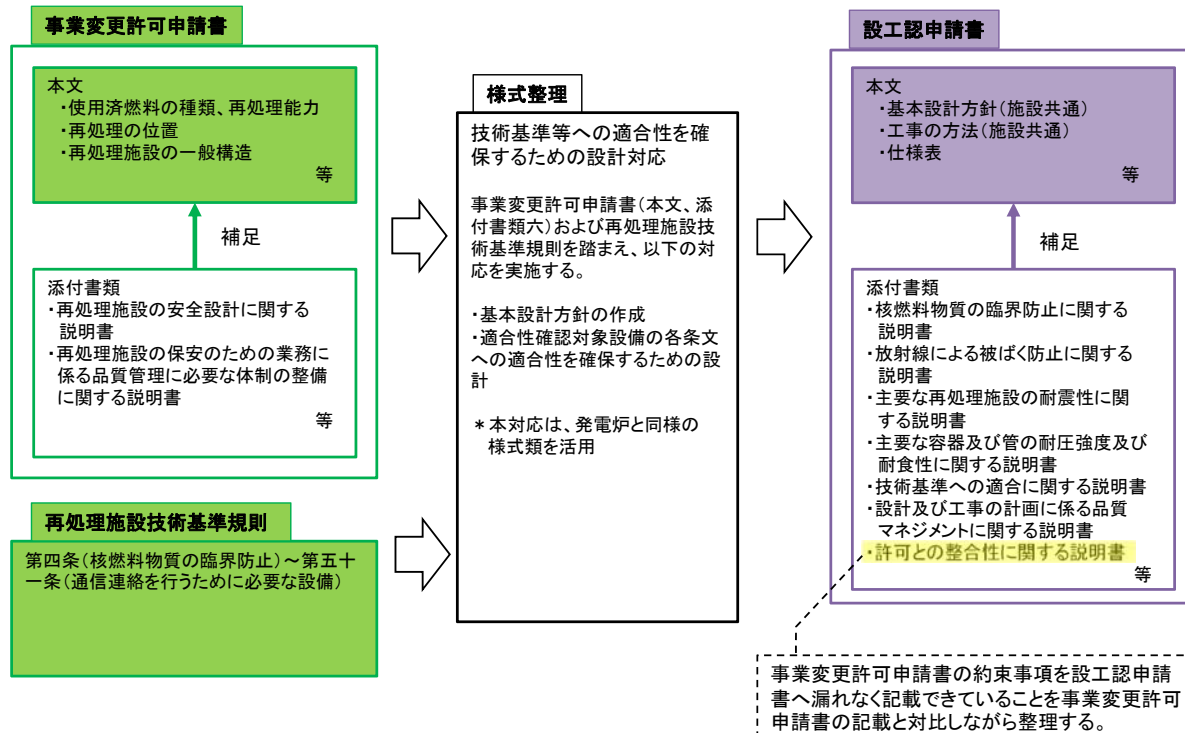 事業変更許可申請書
本文
・使用済燃料の種類、再処理能力
・再処理の位置
・再処理施設の一般構造
等
補足
添付書類
・再処理施設の安全設計に関する
説明書
・再処理施設の保安のための業務に
係る品質管理に必要な体制の整備
に関する説明書
等
再処理施設技術基準規則
第四条(核燃料物質の臨界防止)～第五十
一条(通信連絡を行うために必要な設備)
様式整理
技術基準等への適合性を確
保するための設計対応
事業変更許可申請書(本文、添
付書類六)および再処理施設技
術基準規則を踏まえ、以下の対
応を実施する。
・基本設計方針の作成
・適合性確認対象設備の各条文
への適合性を確保するための設
計
＊本対応は、発電炉と同様の
様式類を活用
設工認申請書
本文
・基本設計方針(施設共通)
・工事の方法(施設共通)
・仕様表
等
補足
添付書類
・核燃料物質の臨界防止に関する
説明書
・放射線による被ばく防止に関する
説明書
・主要な再処理施設の耐震性に関
する説明書
・主要な容器及び管の耐圧強度及び
耐食性に関する説明書
・技術基準への適合に関する説明書
・設計及び工事の計画に係る品質
マネジメントに関する説明書
・許可との整合性に関する説明書
等
事業変更許可申請書の約束事項を設工認申請
書へ漏れなく記載できていることを事業変更許可
申請書の記載と対比しながら整理する。